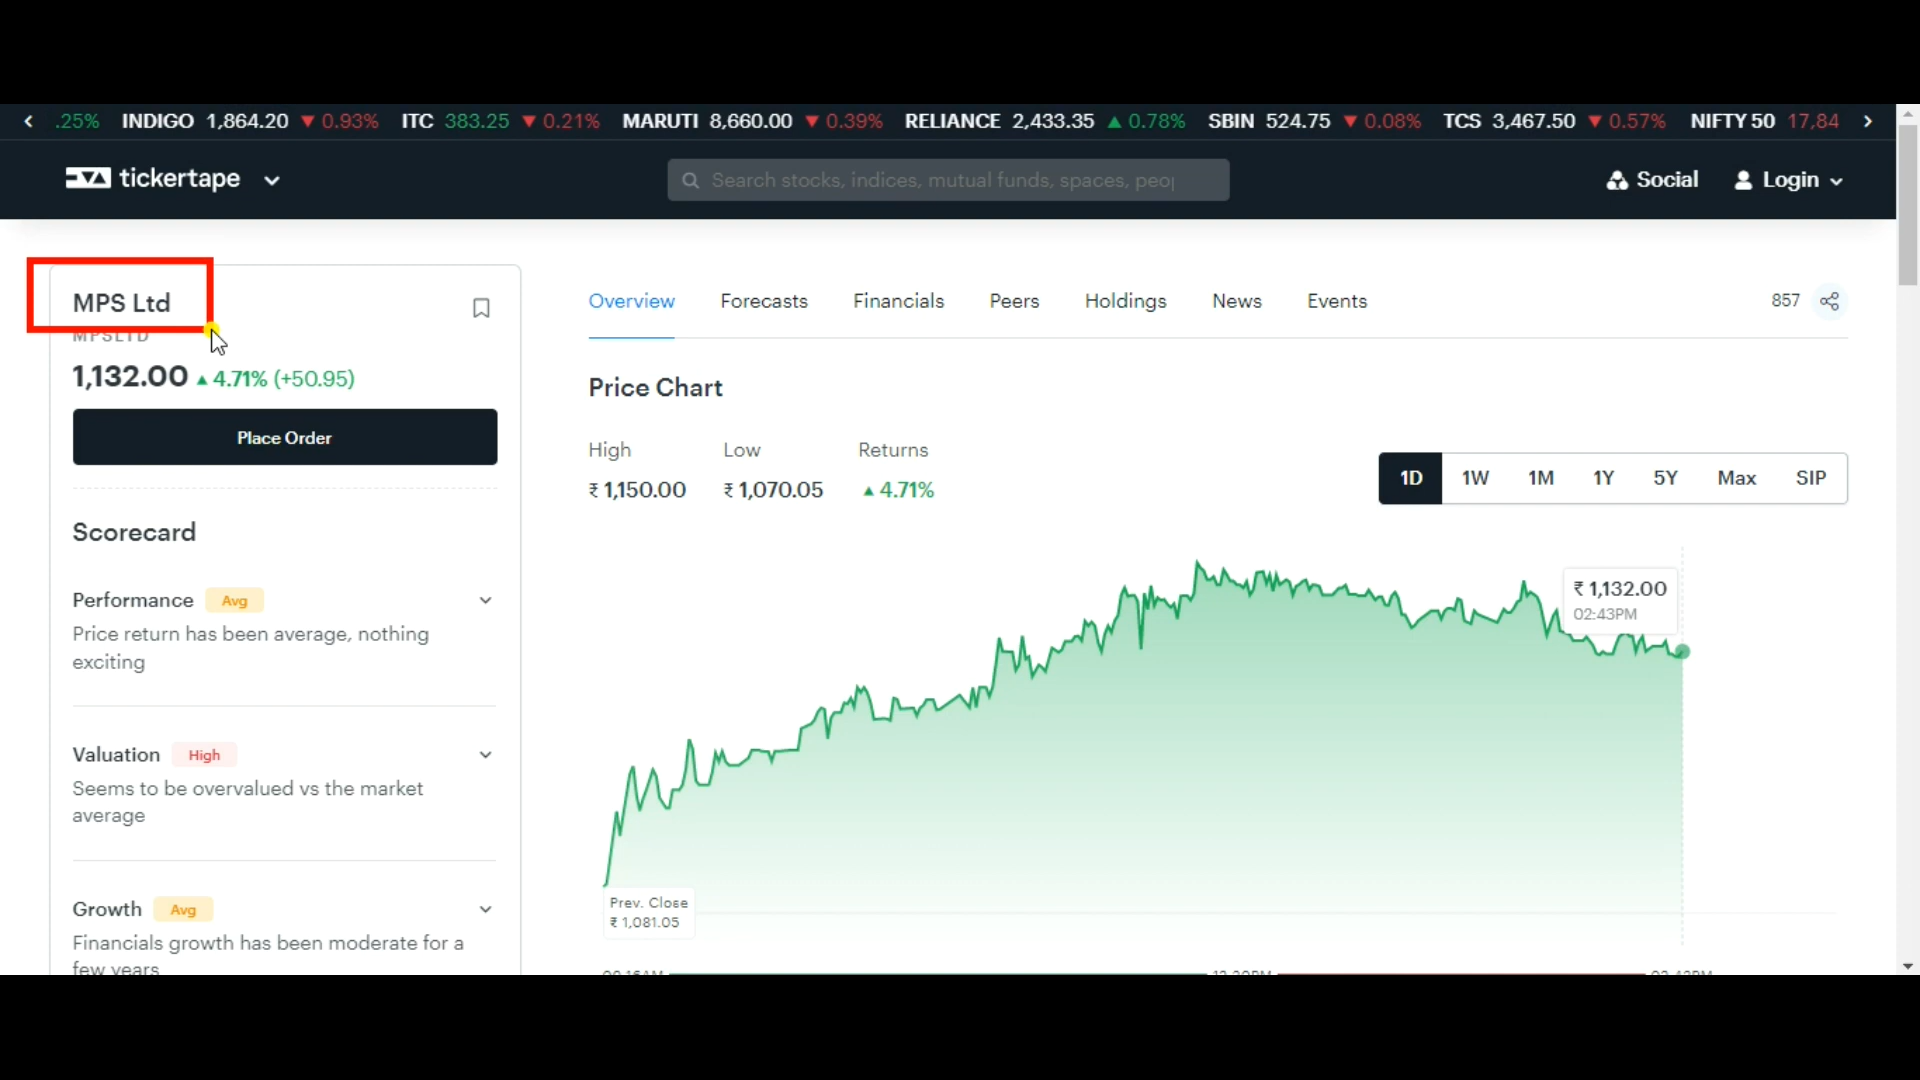 .25% INDIGO 1,864.20 ▼ 0.93% ITC 383.25 ▼ 0.21% MARUTI 8,660.00 ▼ 0.39% RELIANCE 2,433.35 ▲ 0.78% SBIN 524.75 ▼ 0.08% TCS 3,467.50 ▼ 0.57% NIFTY 50 17,84
tickertape
Search stocks, indices, mutual funds, spaces, peop
Social Login
MPS Ltd
MPSLTD
1,132.00 ▲ 4.71% (+50.95)
Place Order
Scorecard
Performance Avg
Price return has been average, nothing
exciting
Valuation High
Seems to be overvalued vs the market
average
Growth Avg
Financials growth has been moderate for a
few years
Overview Forecasts Financials Peers Holdings News Events 857
Price Chart
High Low Returns
₹ 1,150.00 ₹ 1,070.05 ▲ 4.71%
1D 1W 1M 1Y 5Y Max SIP
₹ 1,132.00
02:43PM
Prev. Close
₹ 1,081.05